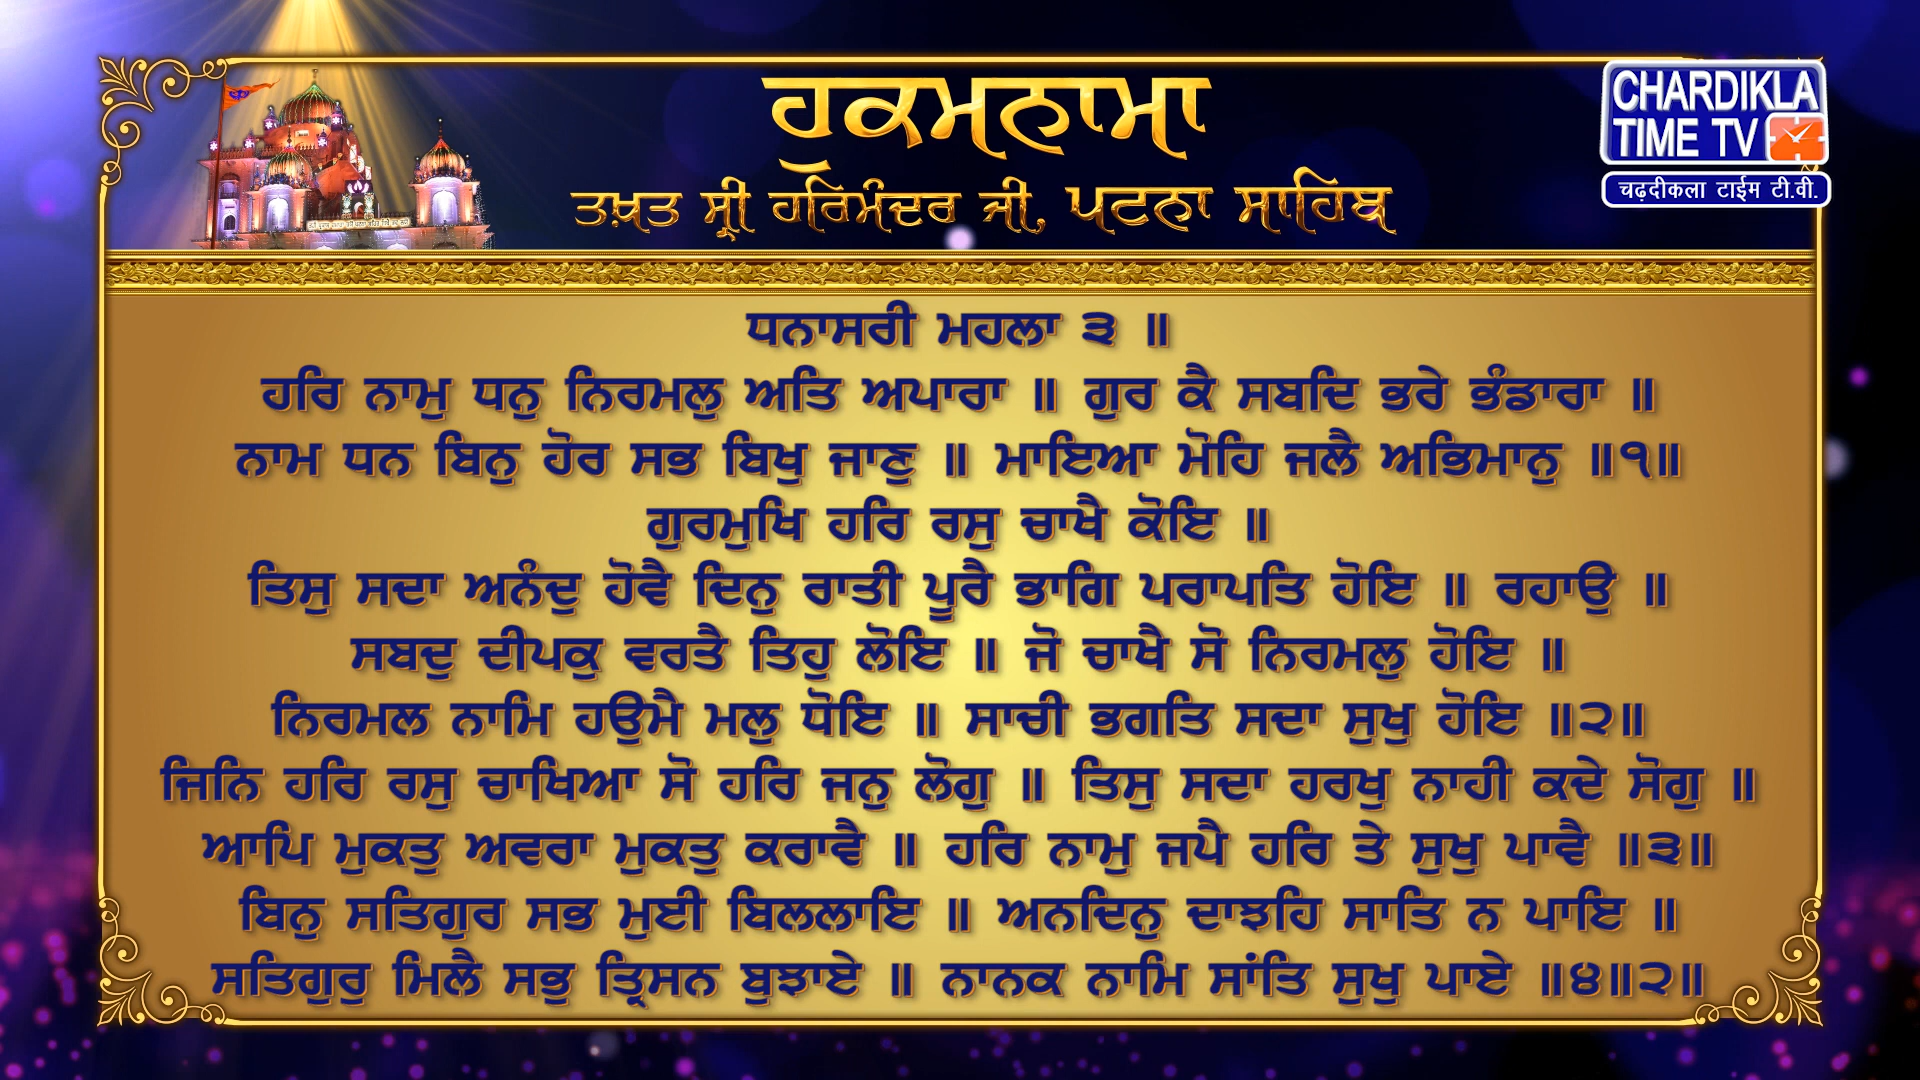 ਹੁਕਮਨਾਮਾ
ਤਖ਼ਤ ਸ੍ਰੀ ਹਰਿਮੰਦਰ ਜੀ, ਪਟਨਾ ਸਾਹਿਬ
CHARDIKLA
TIME TV
चढ़दीकला टाईम टी.वी.
ਧਨਾਸਰੀ ਮਹਲਾ ੩ ॥
ਹਰਿ ਨਾਮੁ ਧਨੁ ਨਿਰਮਲੁ ਅਤਿ ਅਪਾਰਾ ॥ ਗੁਰ ਕੈ ਸਬਦਿ ਭਰੇ ਭੰਡਾਰਾ ॥
ਨਾਮ ਧਨ ਬਿਨੁ ਹੋਰ ਸਭ ਬਿਖੁ ਜਾਣੁ ॥ ਮਾਇਆ ਮੋਹਿ ਜਲੈ ਅਭਿਮਾਨੁ ॥੧॥
ਗੁਰਮੁਖਿ ਹਰਿ ਰਸੁ ਚਾਖੈ ਕੋਇ ॥
ਤਿਸੁ ਸਦਾ ਅਨੰਦੁ ਹੋਵੈ ਦਿਨੁ ਰਾਤੀ ਪੂਰੈ ਭਾਗਿ ਪਰਾਪਤਿ ਹੋਇ ॥ ਰਹਾਉ ॥
ਸਬਦੁ ਦੀਪਕੁ ਵਰਤੈ ਤਿਹੁ ਲੋਇ ॥ ਜੋ ਚਾਖੈ ਸੋ ਨਿਰਮਲੁ ਹੋਇ ॥
ਨਿਰਮਲ ਨਾਮਿ ਹਉਮੈ ਮਲੁ ਧੋਇ ॥ ਸਾਚੀ ਭਗਤਿ ਸਦਾ ਸੁਖੁ ਹੋਇ ॥੨॥
ਜਿਨਿ ਹਰਿ ਰਸੁ ਚਾਖਿਆ ਸੋ ਹਰਿ ਜਨੁ ਲੋਗੁ ॥ ਤਿਸੁ ਸਦਾ ਹਰਖੁ ਨਾਹੀ ਕਦੇ ਸੋਗੁ ॥
ਆਪਿ ਮੁਕਤੁ ਅਵਰਾ ਮੁਕਤੁ ਕਰਾਵੈ ॥ ਹਰਿ ਨਾਮੁ ਜਪੈ ਹਰਿ ਤੇ ਸੁਖੁ ਪਾਵੈ ॥੩॥
ਬਿਨੁ ਸਤਿਗੁਰ ਸਭ ਮੁਈ ਬਿਲਲਾਇ ॥ ਅਨਦਿਨੁ ਦਾਝਹਿ ਸਾਤਿ ਨ ਪਾਇ ॥
ਸਤਿਗੁਰੁ ਮਿਲੈ ਸਭੁ ਤ੍ਰਿਸਨ ਬੁਝਾਏ ॥ ਨਾਨਕ ਨਾਮਿ ਸਾਂਤਿ ਸੁਖੁ ਪਾਏ ॥੪॥੨॥